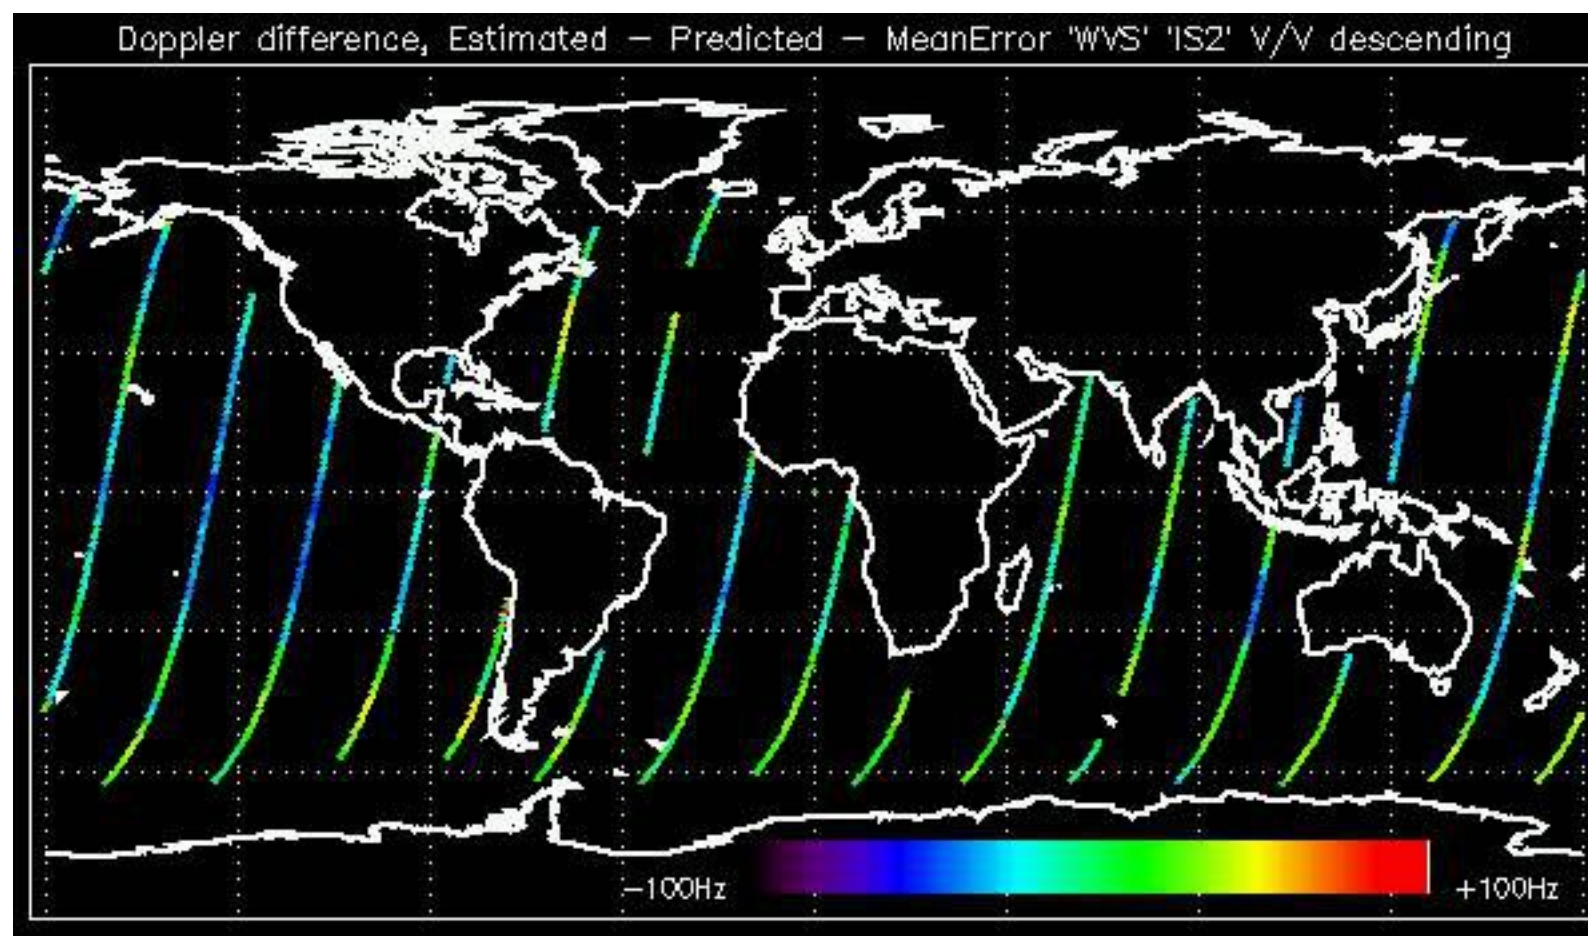 Doppler difference, Estimated – Predicted – MeanError 'WVS' 'IS2' V/V descending
–100Hz
+100Hz